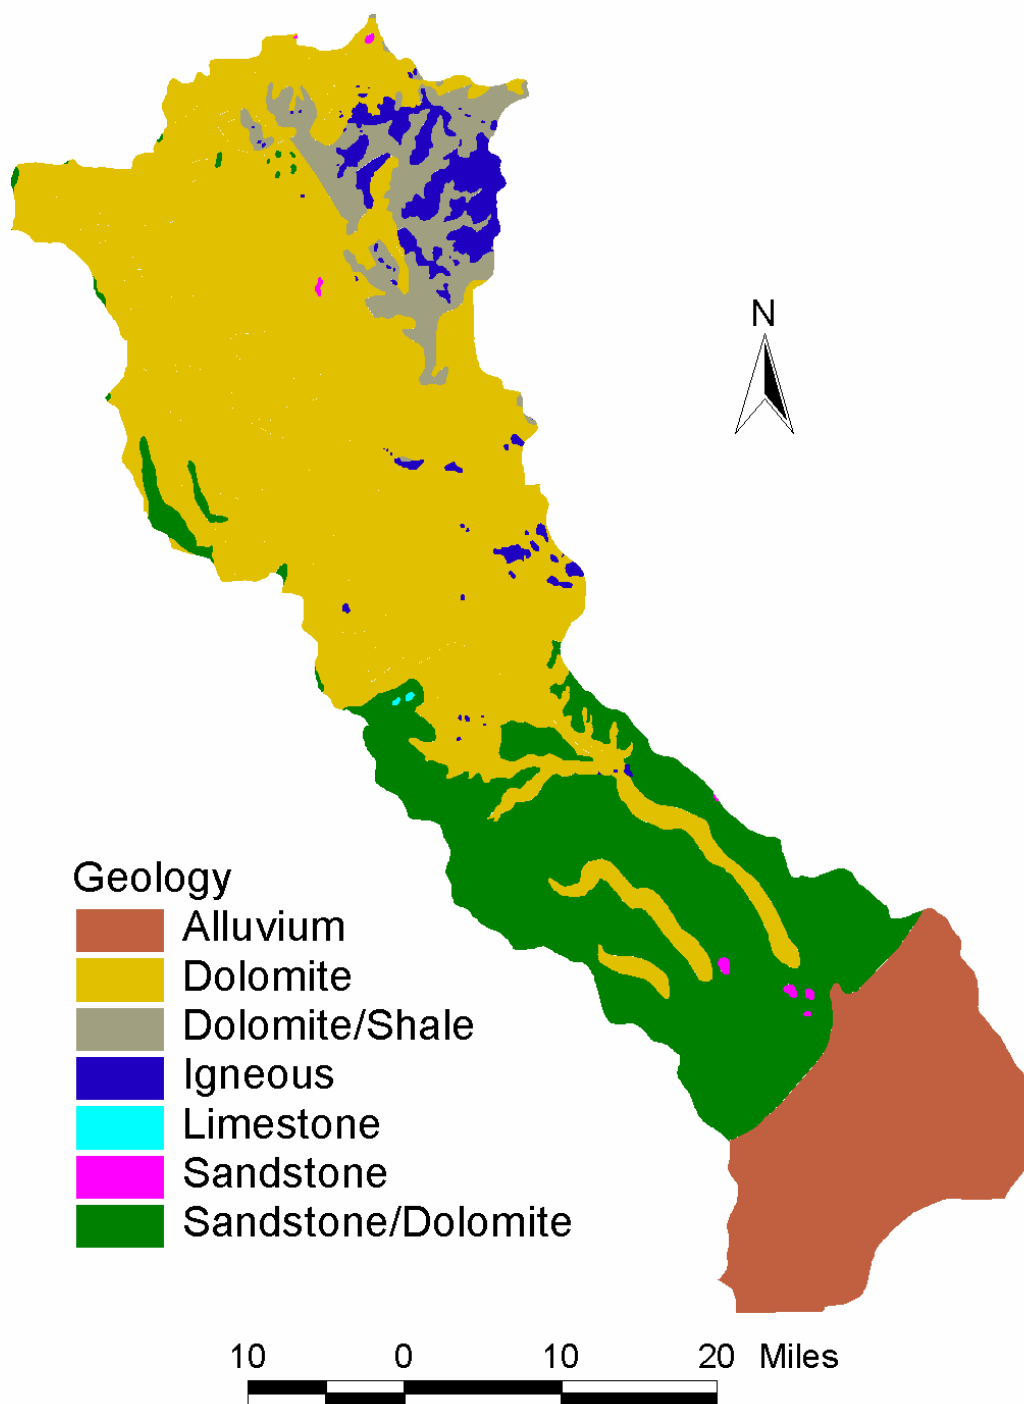 N
Geology
Alluvium
Dolomite
Dolomite/Shale
Igneous
Limestone
Sandstone
Sandstone/Dolomite
10 0 10 20 Miles